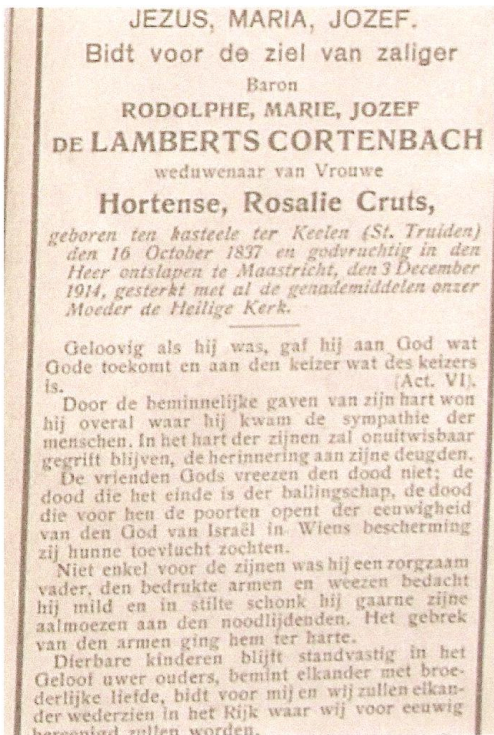 JEZUS, MARIA, JOZEF.
Bidt voor de ziel van zaliger
Baron
RODOLPHE, MARIE, JOZEF
DE LAMBERTS CORTENBACH
weduwenaar van Vrouwe
Hortense, Rosalie Cruts,
geboren ten kasteele ter Keelen (St. Truiden)
den 16 October 1837 en godvruchtig in den
Heer ontslapen te Maastricht, den 3 December
1914, gesterkt met al de genademiddelen onzer
Moeder de Heilige Kerk.
Geloovig als hij was, gaf hij aan God wat
Gode toekomt en aan den keizer wat des keizers
is. (Act. VI).
Door de beminnelijke gaven van zijn hart won
hij overal waar hij kwam de sympathie der
menschen. In het hart der zijnen zal onuitwisbaar
gegrift blijven, de herinnering aan zijne deugden.
De vrienden Gods vreezen den dood niet; de
dood die het einde is der ballingschap, de dood
die voor hen de poorten opent der eeuwigheid
van den God van Israël in Wiens bescherming
zij hunne toevlucht zochten.
Niet enkel voor de zijnen was hij een zorgzaam
vader, den bedrukte armen en weezen bedacht
hij mild en in stilte schonk hij gaarne zijne
aalmoezen aan den noodlijdenden. Het gebrek
van den armen ging hem ter harte.
Dierbare kinderen blijft standvastig in het
Geloof uwer ouders, bemint elkander met broe-
derlijke liefde, bidt voor mij en wij zullen elkan-
der wederzien in het Rijk waar wij voor eeuwig
hereenigd zullen worden.